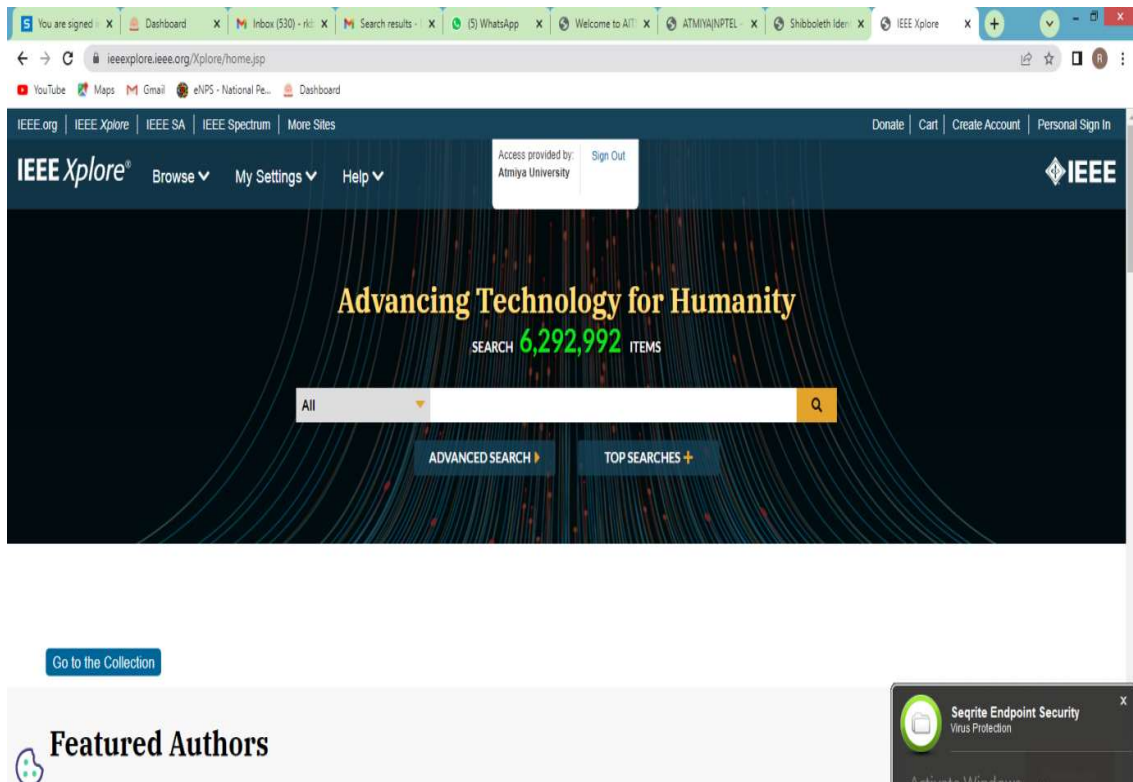 You are signed
Dashboard
Inbox (530) - rkb
Search results -
(5) WhatsApp
Welcome to AIT
ATMIYA|NPTEL -
Shibboleth Iden
IEEE Xplore
ieeexplore.ieee.org/Xplore/home.jsp
YouTube Maps Gmail eNPS - National Pe... Dashboard
IEEE.org | IEEE Xplore | IEEE SA | IEEE Spectrum | More Sites
Donate | Cart | Create Account | Personal Sign In
IEEE Xplore®
Browse My Settings Help
Access provided by:
Atmiya University
Sign Out
IEEE
Advancing Technology for Humanity
SEARCH 6,292,992 ITEMS
All
ADVANCED SEARCH
TOP SEARCHES +
Go to the Collection
Featured Authors
Seqrite Endpoint Security
Virus Protection
Activate Windows